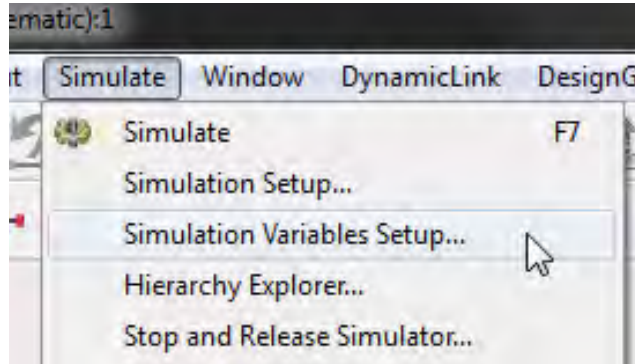 ematic):1
t Simulate Window DynamicLink DesignG
Simulate F7
Simulation Setup...
Simulation Variables Setup...
Hierarchy Explorer...
Stop and Release Simulator...